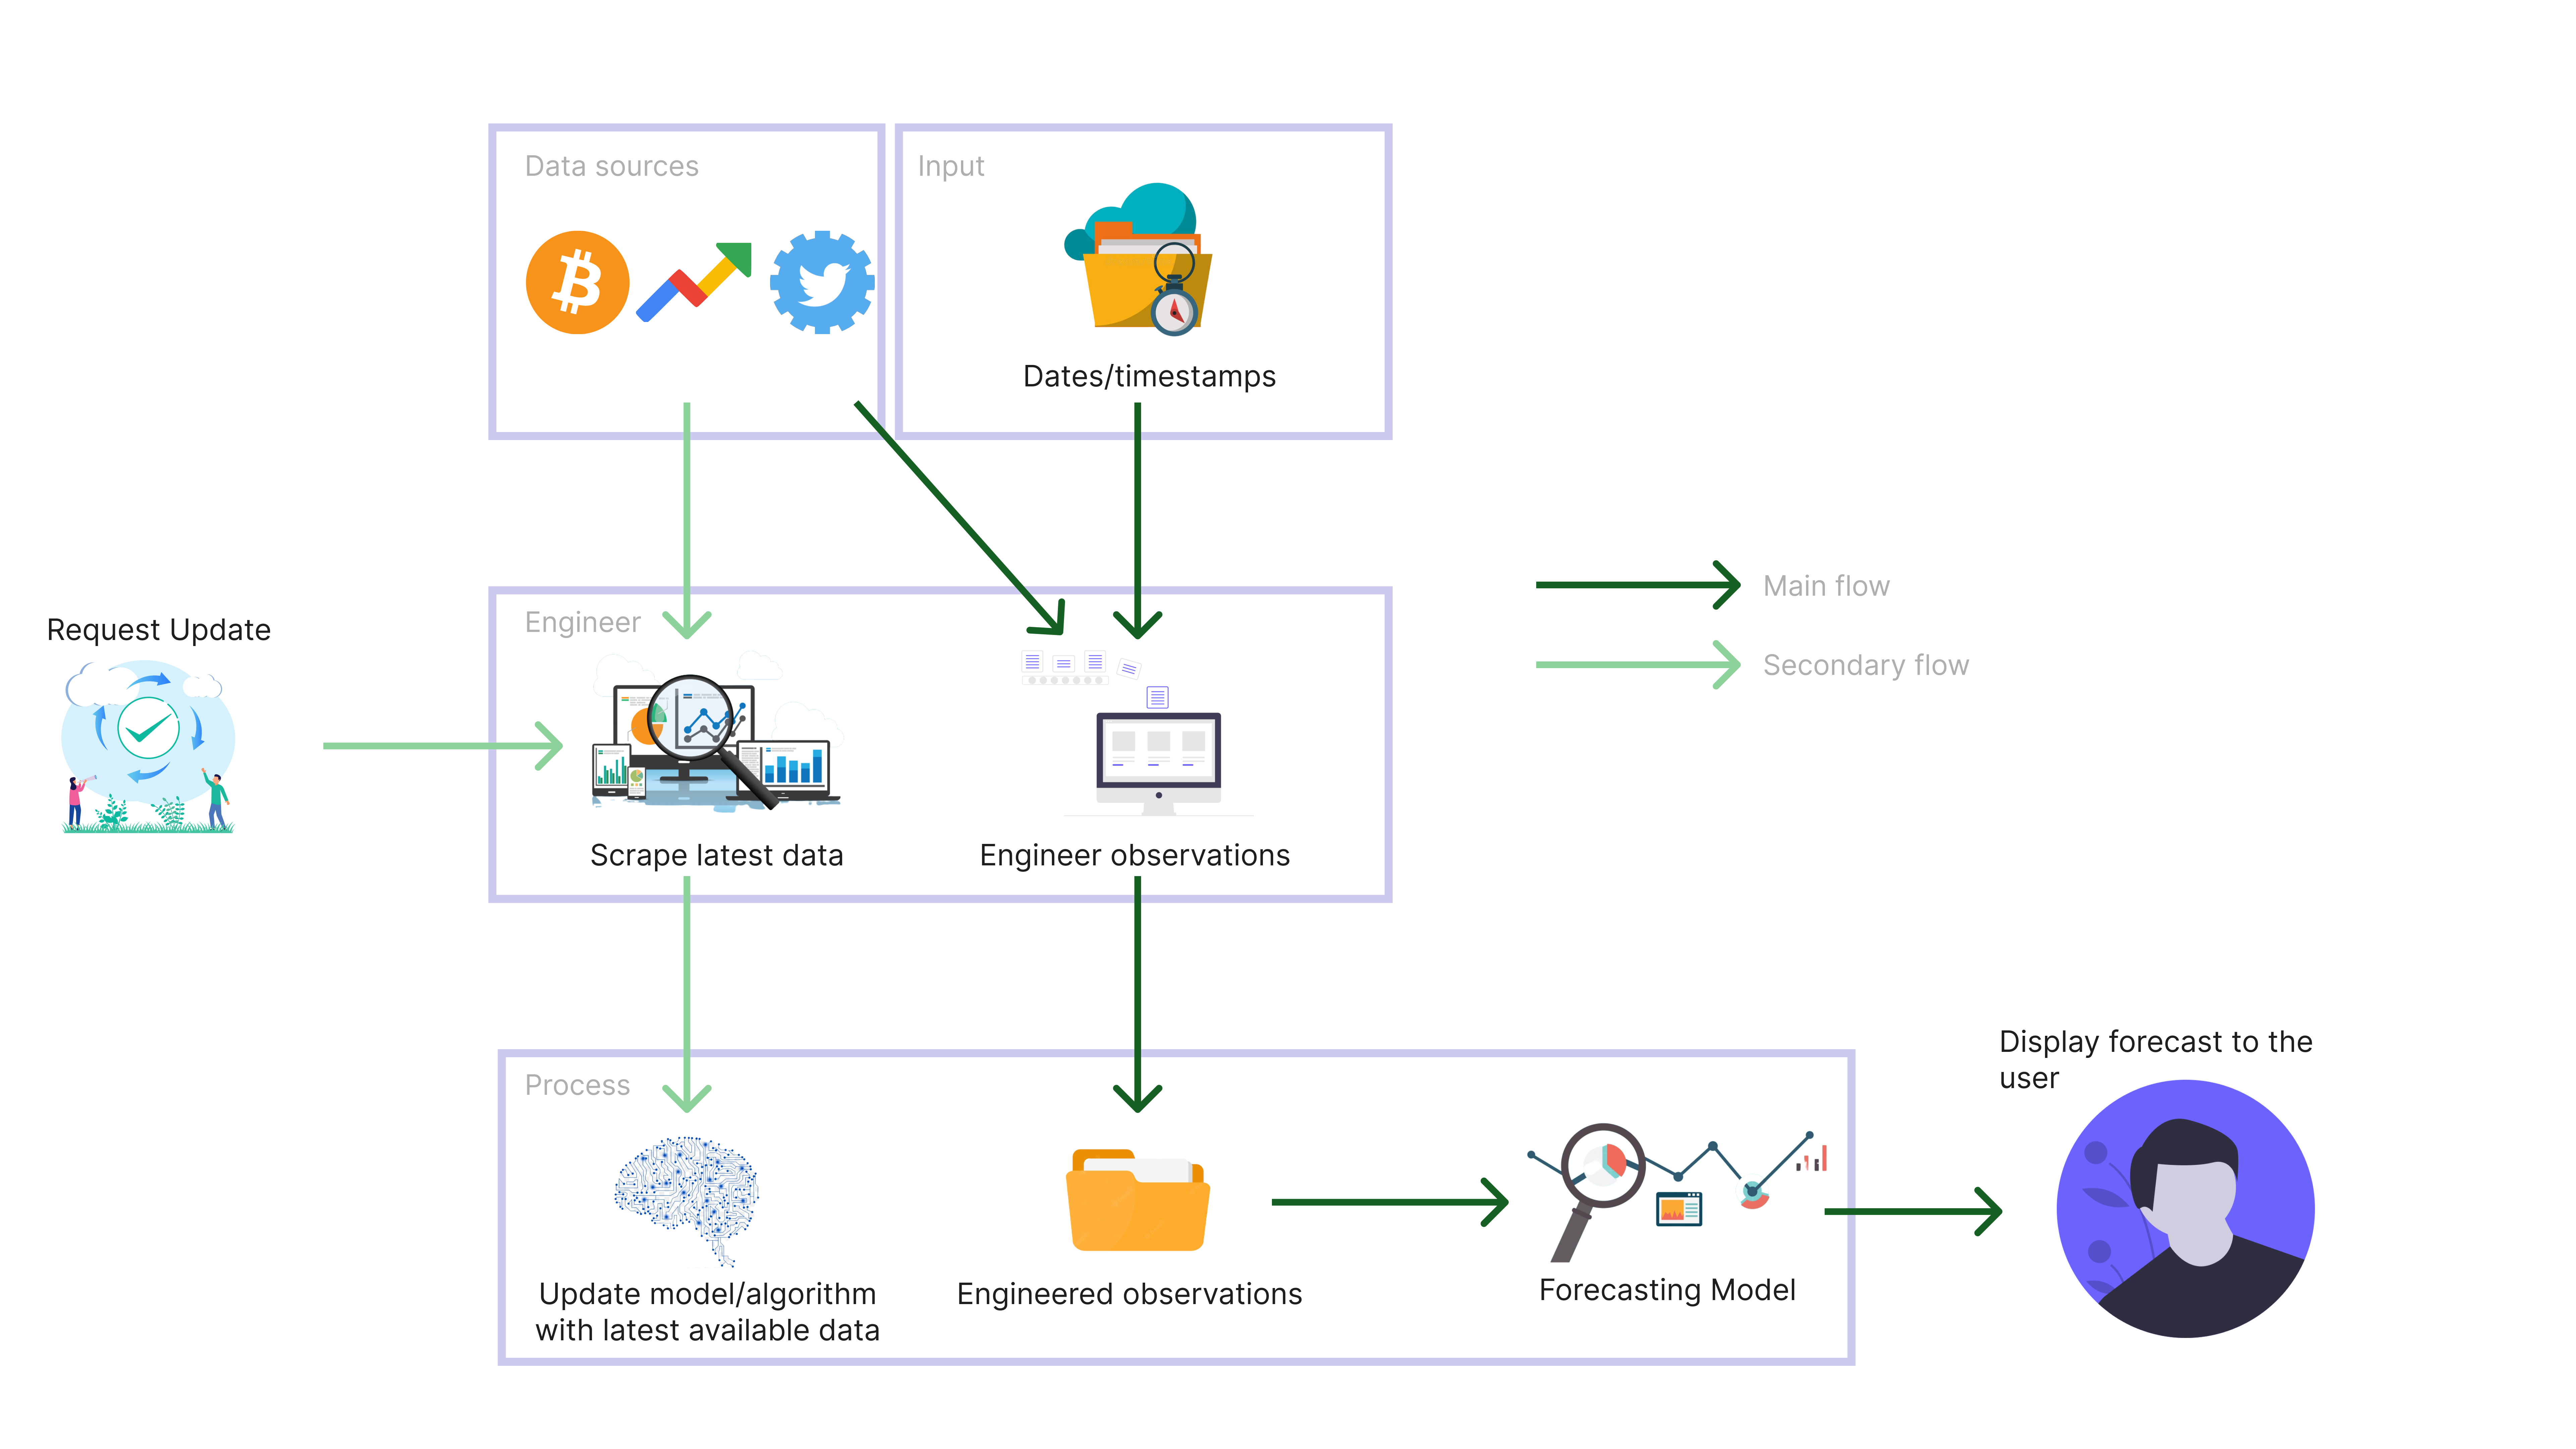 Data sources
Input
Dates/timestamps
Engineer
Request Update
Main flow
Secondary flow
Scrape latest data
Engineer observations
Process
Display forecast to the
user
Update model/algorithm
with latest available data
Engineered observations
Forecasting Model